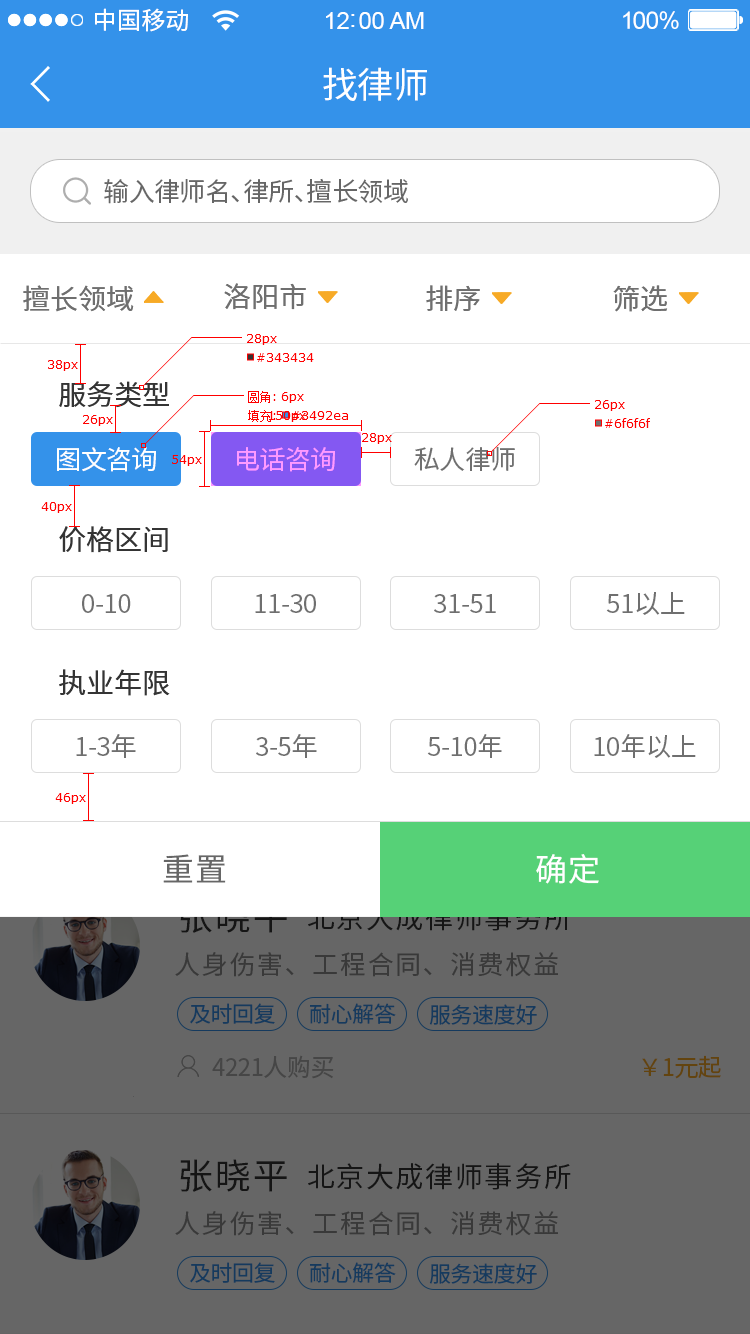 中国移动 12:00 AM 100%
找律师
输入律师名、律所、擅长领域
擅长领域 洛阳市 排序 筛选
28px
#343434
38px
服务类型
圆角: 6px
26px
#6f6f6f
26px
填充: #3492ea
150px
28px
图文咨询 54px 电话咨询 私人律师
40px
价格区间
0-10 11-30 31-51 51以上
执业年限
1-3年 3-5年 5-10年 10年以上
46px
重置 确定
张晓平 北京大成律师事务所
人身伤害、工程合同、消费权益
及时回复 耐心解答 服务速度好
4221人购买 ￥1元起
张晓平 北京大成律师事务所
人身伤害、工程合同、消费权益
及时回复 耐心解答 服务速度好